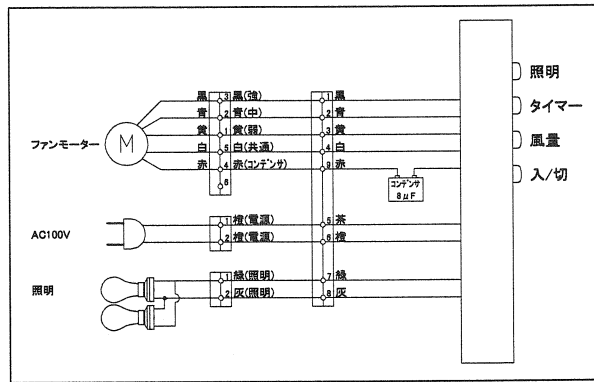 黒 3 黒(強) 1 黒
青 2 青(中) 2 青
黄 1 黄(弱) 3 黄
白 5 白(共通) 4 白
赤 4 赤(コンデンサ) 9 赤
6
ファンモーター
M
コンデンサ
8μF
照明
タイマー
風量
入/切
AC100V
1 橙(電源) 5 茶
2 橙(電源) 6 橙
照明
1 緑(照明) 7 緑
2 灰(照明) 8 灰